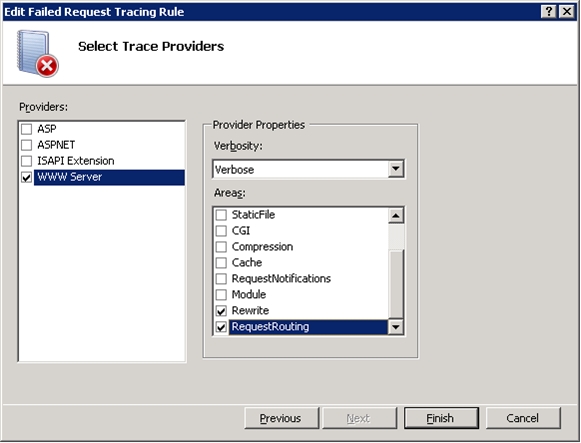 Edit Failed Request Tracing Rule
Select Trace Providers
Providers:
ASP
ASPNET
ISAPI Extension
WWW Server
Provider Properties
Verbosity:
Verbose
Areas:
StaticFile
CGI
Compression
Cache
RequestNotifications
Module
Rewrite
RequestRouting
Previous
Next
Finish
Cancel